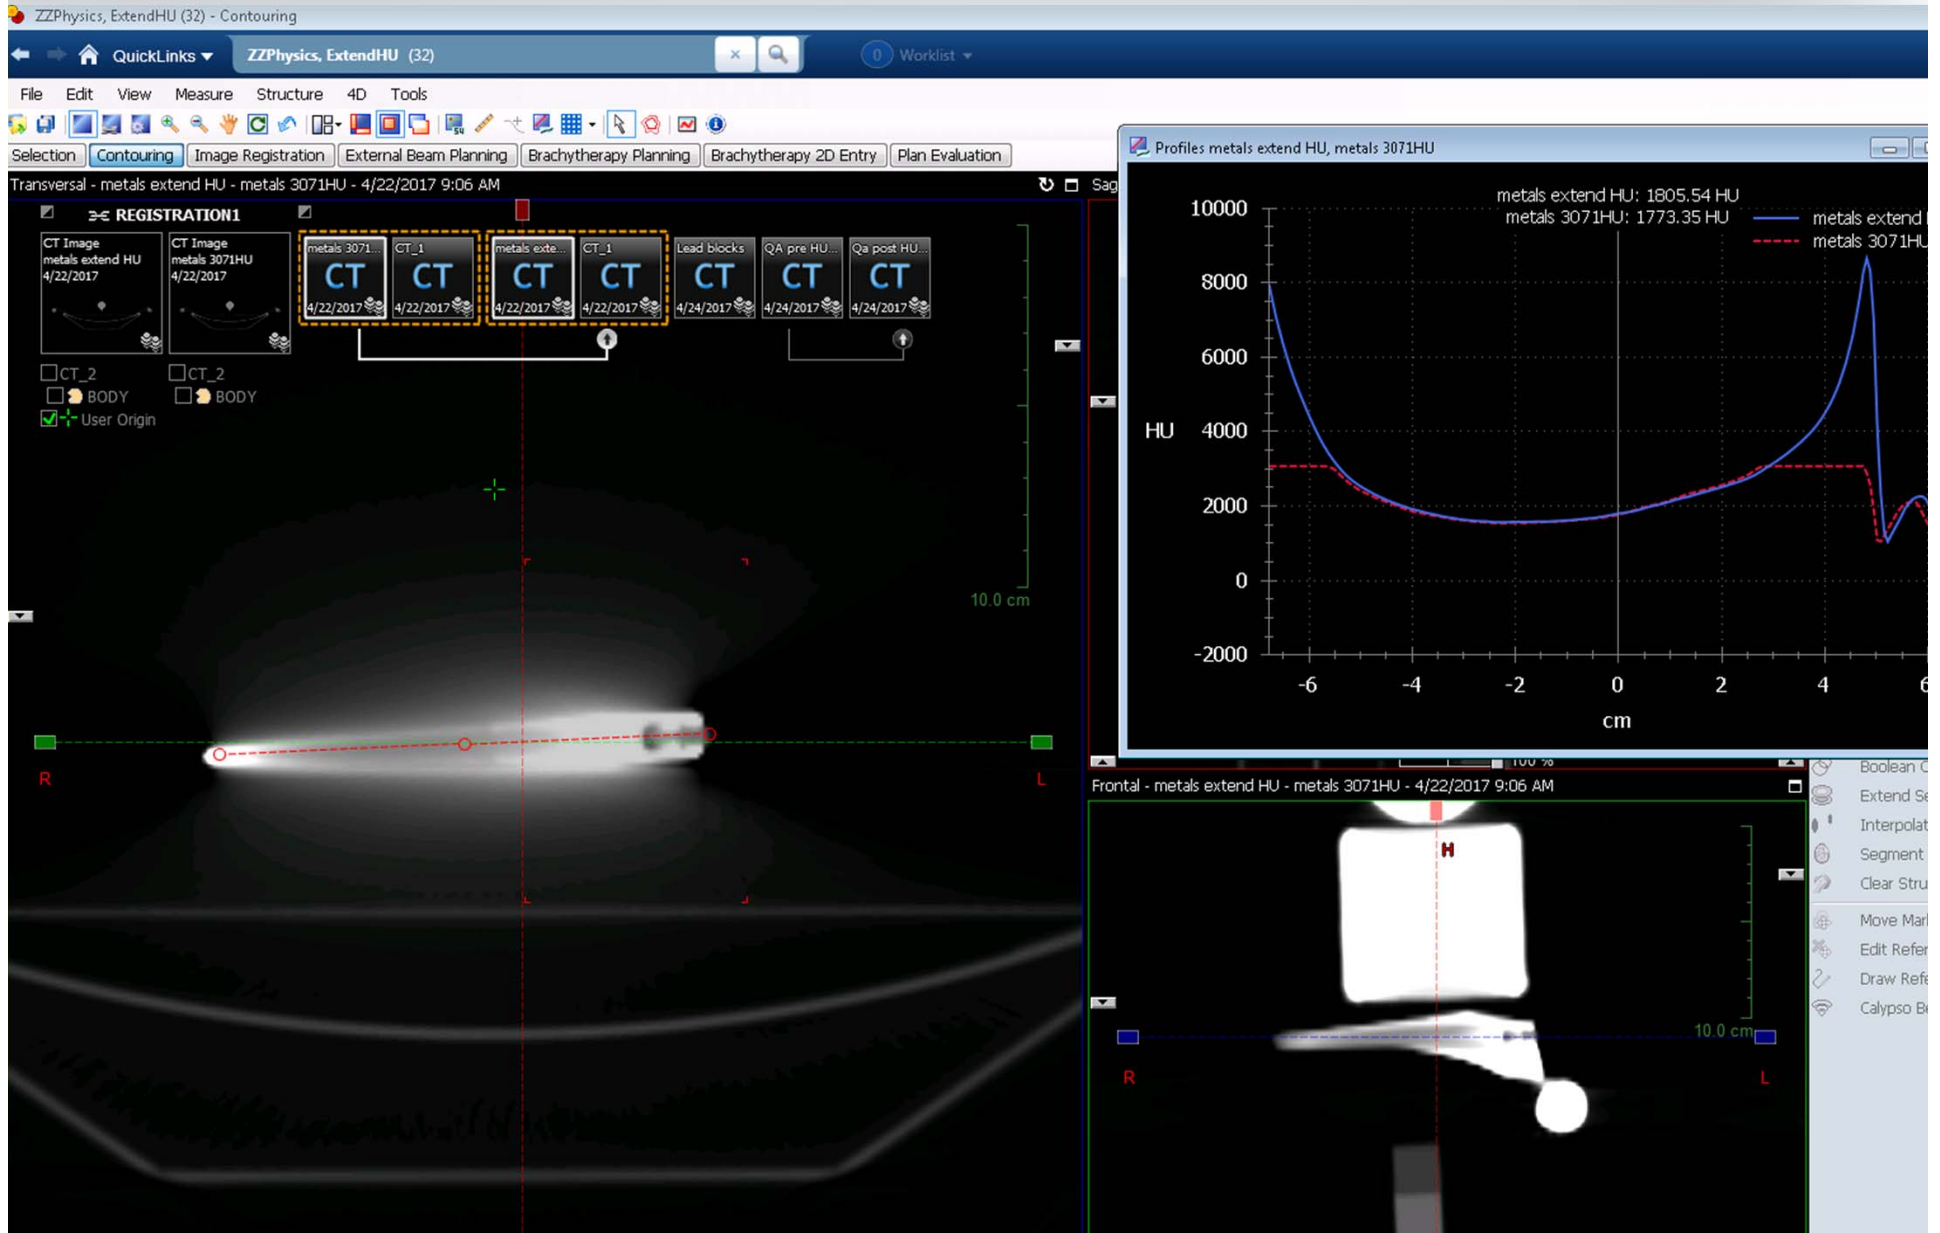 ZZPhysics, ExtendHU (32) - Contouring
QuickLinks
ZZPhysics, ExtendHU (32)
0 Worklist
File Edit View Measure Structure 4D Tools
Selection Contouring Image Registration External Beam Planning Brachytherapy Planning Brachytherapy 2D Entry Plan Evaluation
Transversal - metals extend HU - metals 3071HU - 4/22/2017 9:06 AM
Sag
REGISTRATION1
CT Image
metals extend HU
4/22/2017
CT Image
metals 3071HU
4/22/2017
metals 3071...
CT
4/22/2017
CT_1
CT
4/22/2017
metals exte...
CT
4/22/2017
CT_1
CT
4/22/2017
Lead blocks
CT
4/24/2017
QA pre HU...
CT
4/24/2017
Qa post HU...
CT
4/24/2017
CT_2
BODY
User Origin
CT_2
BODY
10.0 cm
R
L
Profiles metals extend HU, metals 3071HU
metals extend HU: 1805.54 HU
metals 3071HU: 1773.35 HU
metals extend
metals 3071HU
10000
8000
6000
HU 4000
2000
0
-2000
-6 -4 -2 0 2 4 6
cm
100 %
Frontal - metals extend HU - metals 3071HU - 4/22/2017 9:06 AM
H
10.0 cm
R
L
Boolean
Extend Se
Interpolat
Segment
Clear Stru
Move Mar
Edit Refer
Draw Refe
Calypso Be